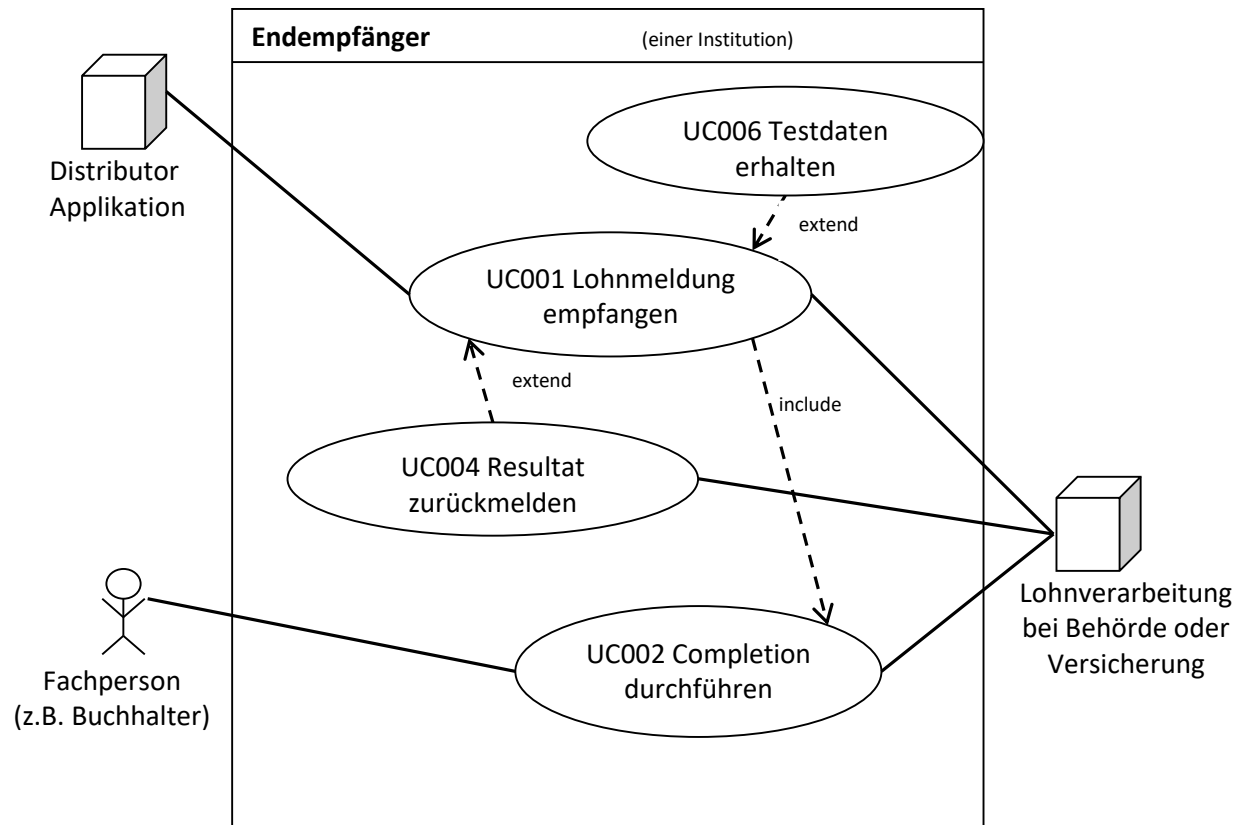 Endempfänger (einer Institution)
UC006 Testdaten
erhalten
Distributor
Applikation
extend
UC001 Lohnmeldung
empfangen
extend
include
UC004 Resultat
zurückmelden
Lohnverarbeitung
bei Behörde oder
Versicherung
UC002 Completion
durchführen
Fachperson
(z.B. Buchhalter)